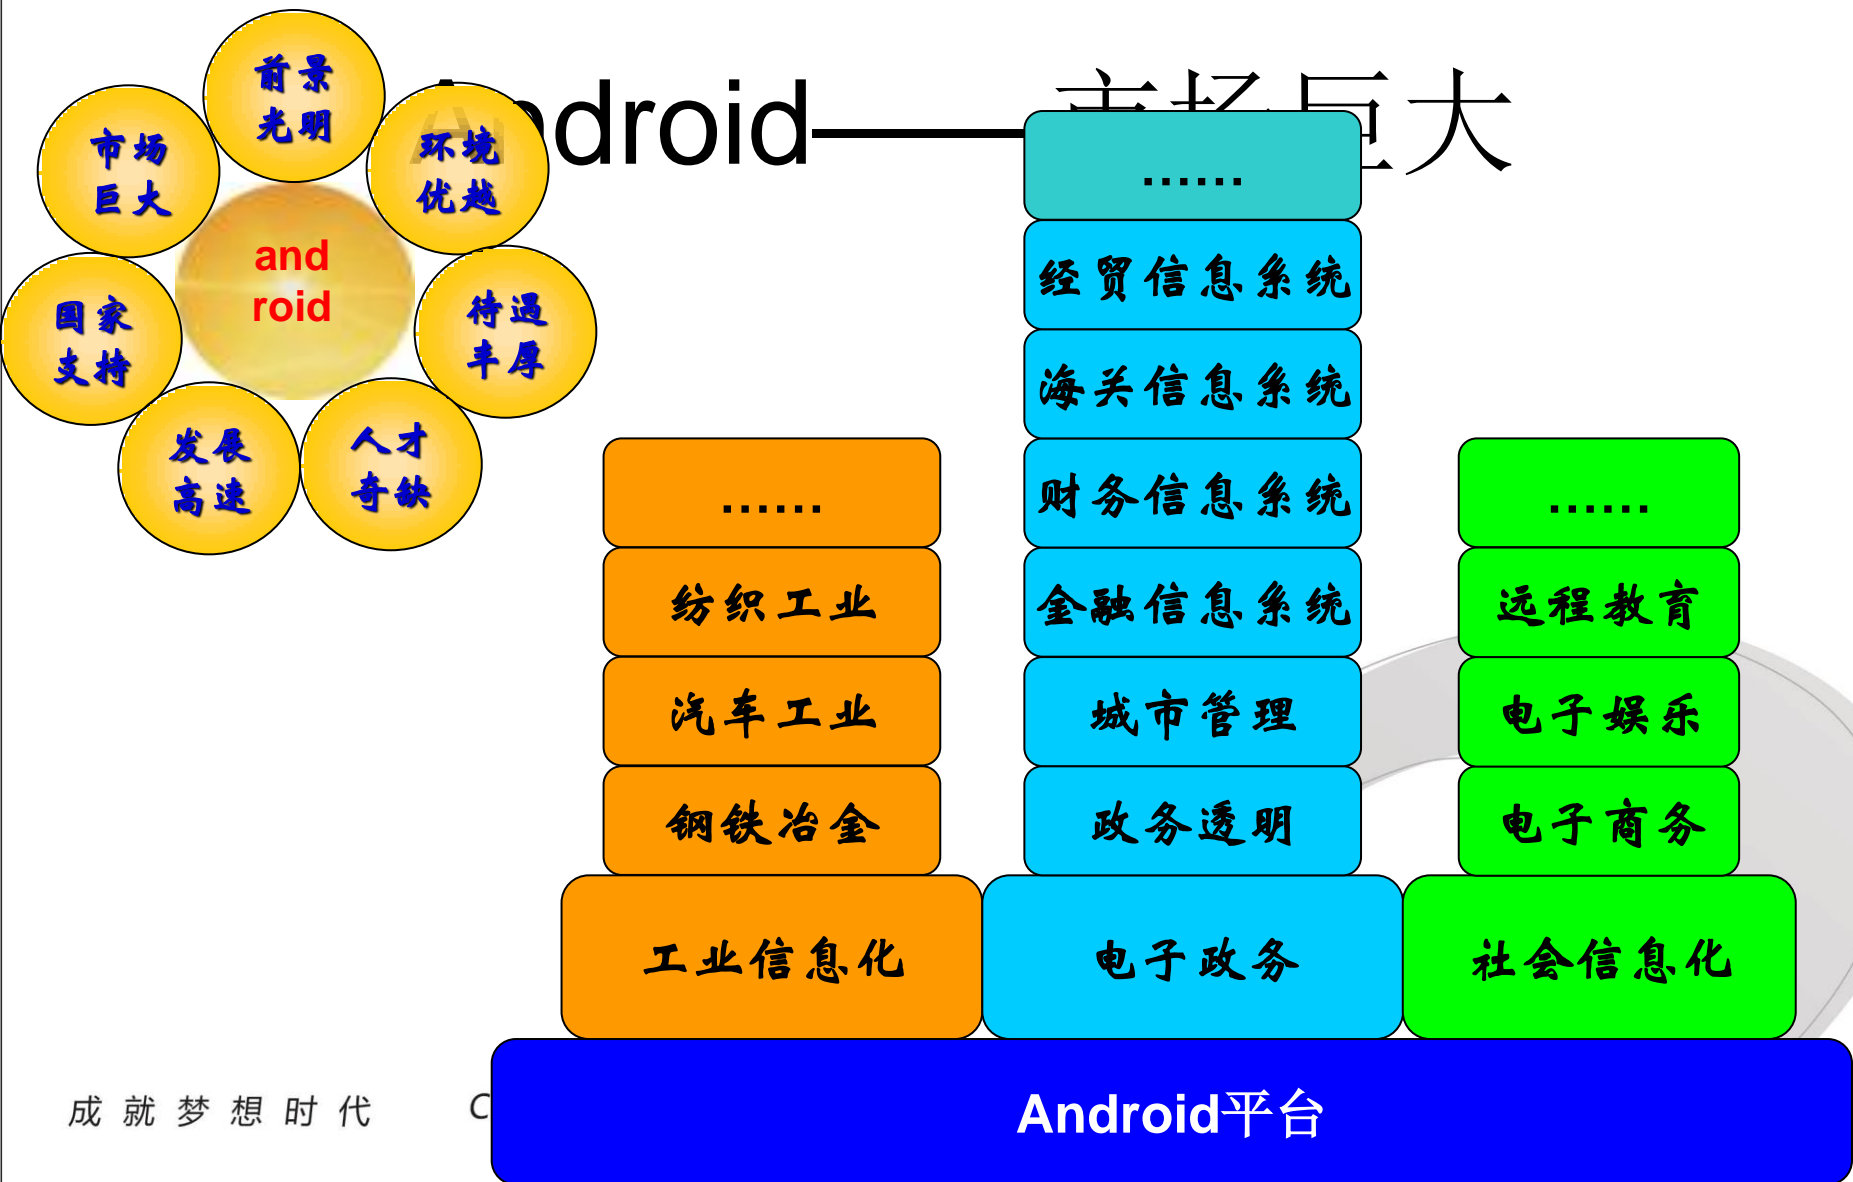 Android——市场巨大
前景
光明
市场
巨大
环境
优越
and
roid
国家
支持
待遇
丰厚
发展
高速
人才
奇缺
......
纺织工业
汽车工业
钢铁冶金
工业信息化
......
经贸信息系统
海关信息系统
财务信息系统
金融信息系统
城市管理
政务透明
电子政务
......
远程教育
电子娱乐
电子商务
社会信息化
Android平台
成就梦想时代